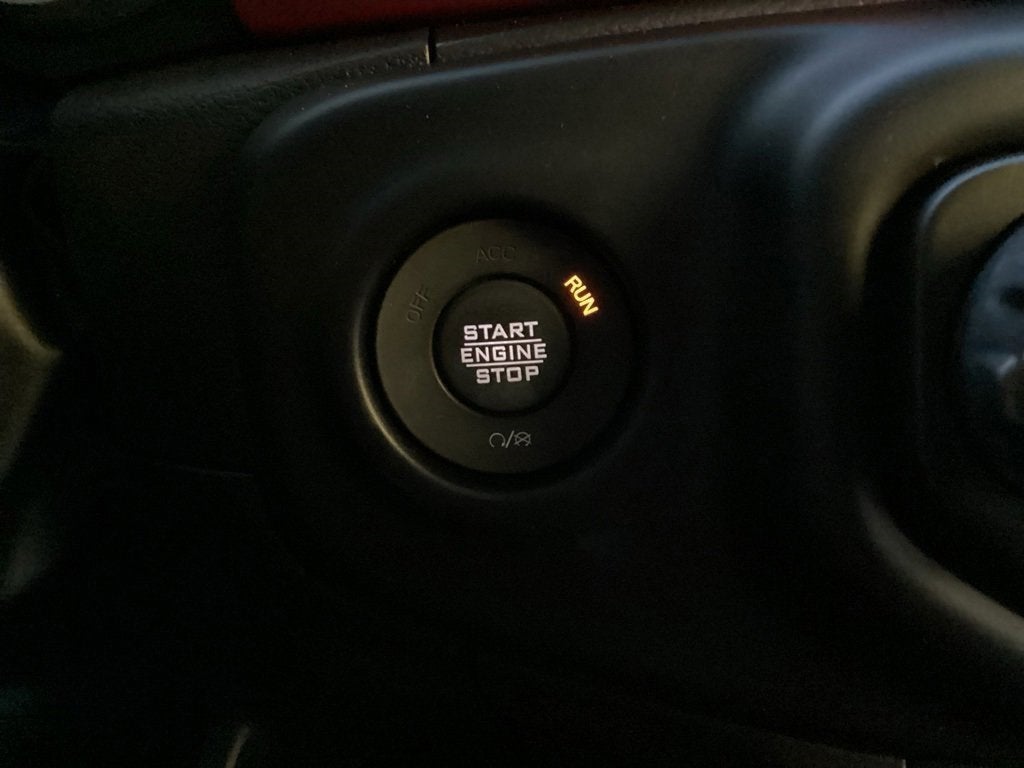 ACC
OFF
RUN
START
ENGINE
STOP